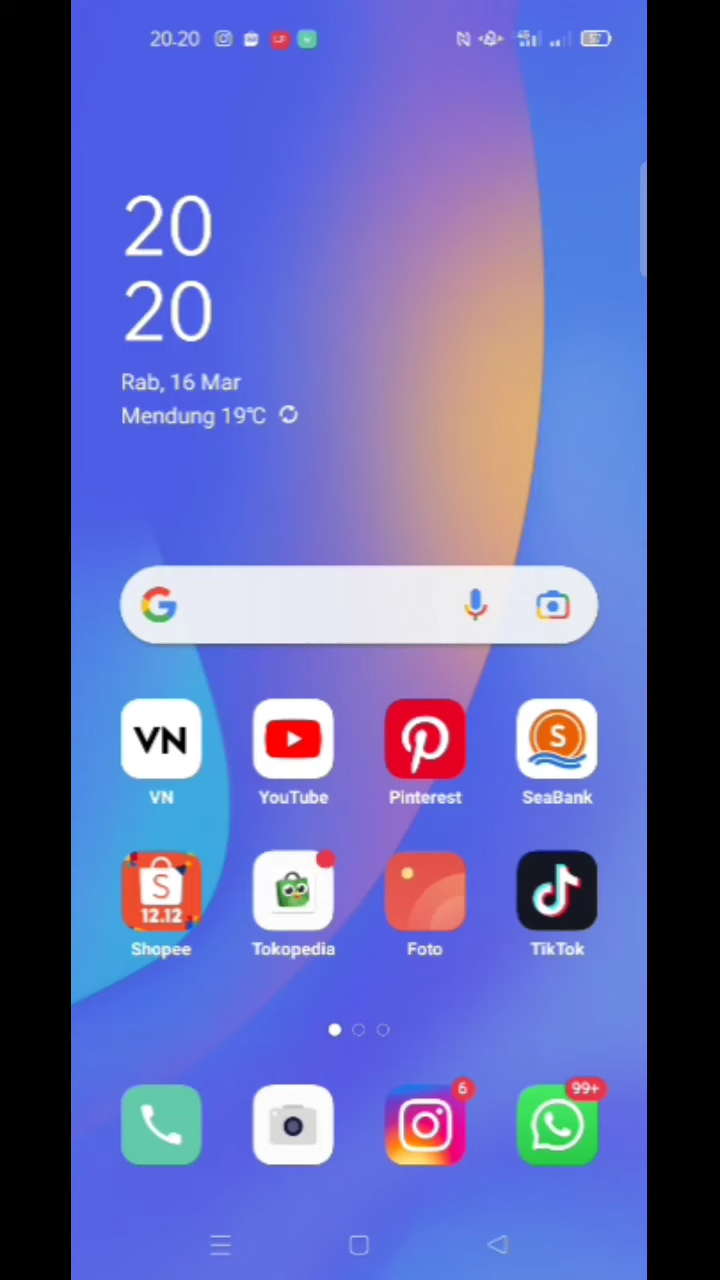 20.20
57
20
20
Rab, 16 Mar
Mendung 19°C
VN
VN YouTube Pinterest SeaBank
S
12.12
Shopee Tokopedia Foto TikTok
6 99+